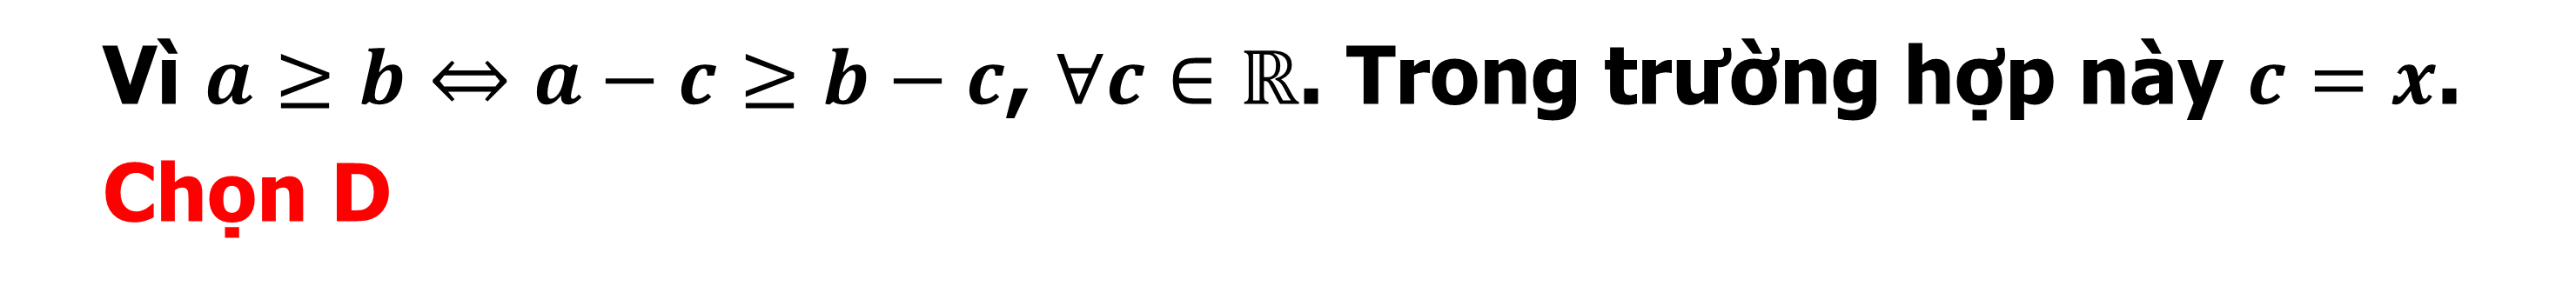 Vì 𝒂 ≥ 𝒃 ⟺ 𝒂 − 𝒄 ≥ 𝒃 − 𝒄, ∀𝒄 ∈ ℝ. Trong trường hợp này 𝒄 = 𝒙.
Chọn D